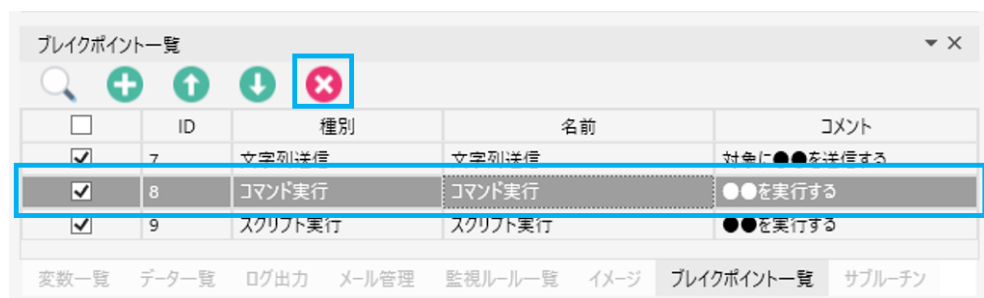 ブレイクポイント一覧
ID 種別 名前 コメント
7 文字列送信 文字列送信 対象に●●を送信する
8 コマンド実行 コマンド実行 ●●を実行する
9 スクリプト実行 スクリプト実行 ●●を実行する
変数一覧 データ一覧 ログ出力 メール管理 監視ルール一覧 イメージ ブレイクポイント一覧 サブルーチン